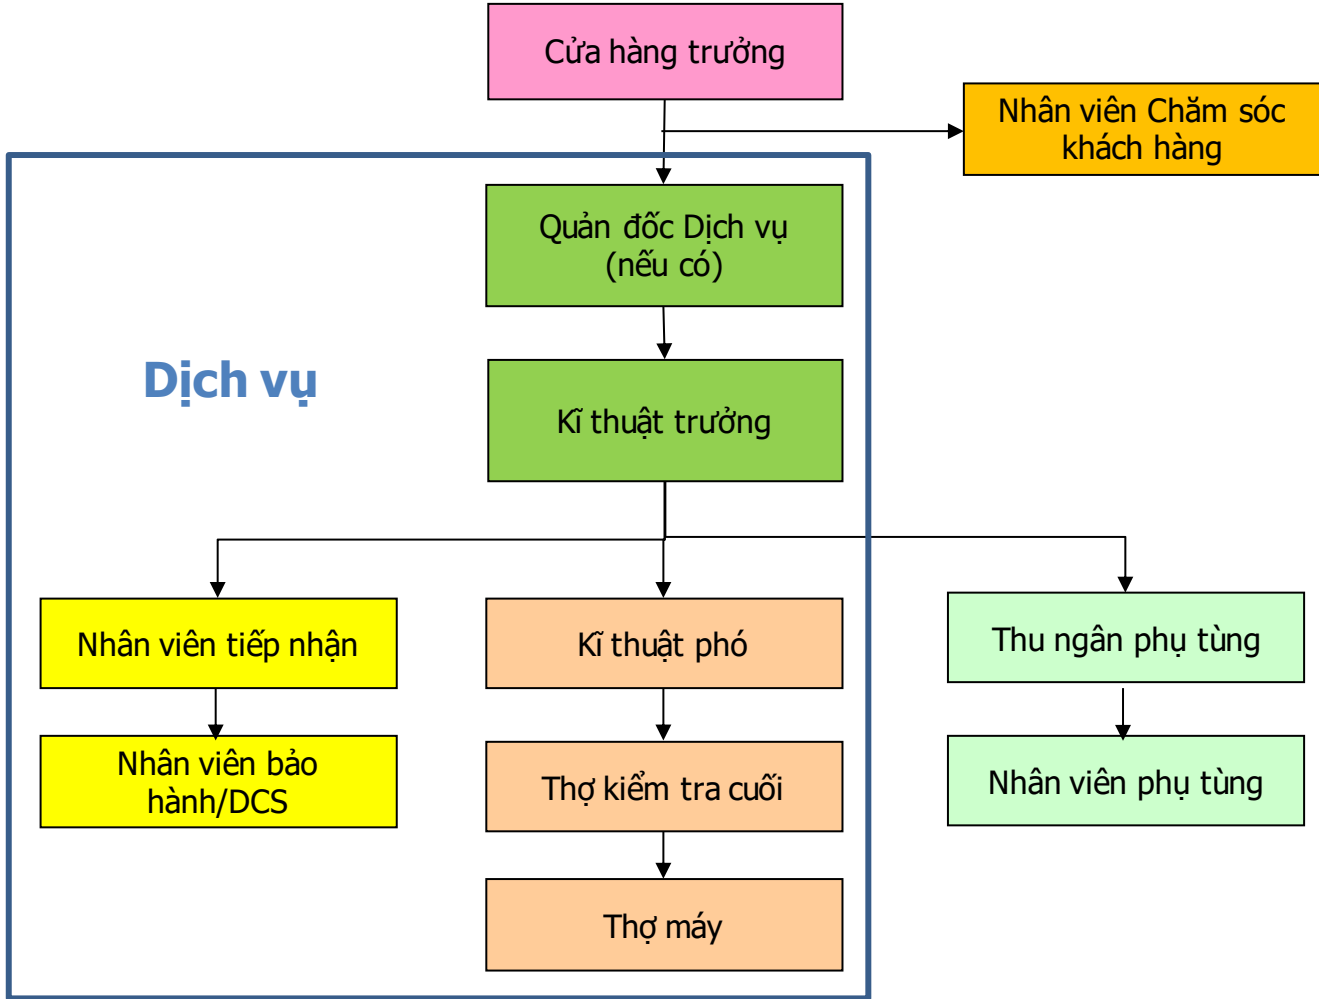 Cửa hàng trưởng
Nhân viên Chăm sóc
khách hàng
Quản đốc Dịch vụ
(nếu có)
Dịch vụ
Kĩ thuật trưởng
Nhân viên tiếp nhận
Kĩ thuật phó
Thu ngân phụ tùng
Nhân viên bảo
hành/DCS
Thợ kiểm tra cuối
Nhân viên phụ tùng
Thợ máy